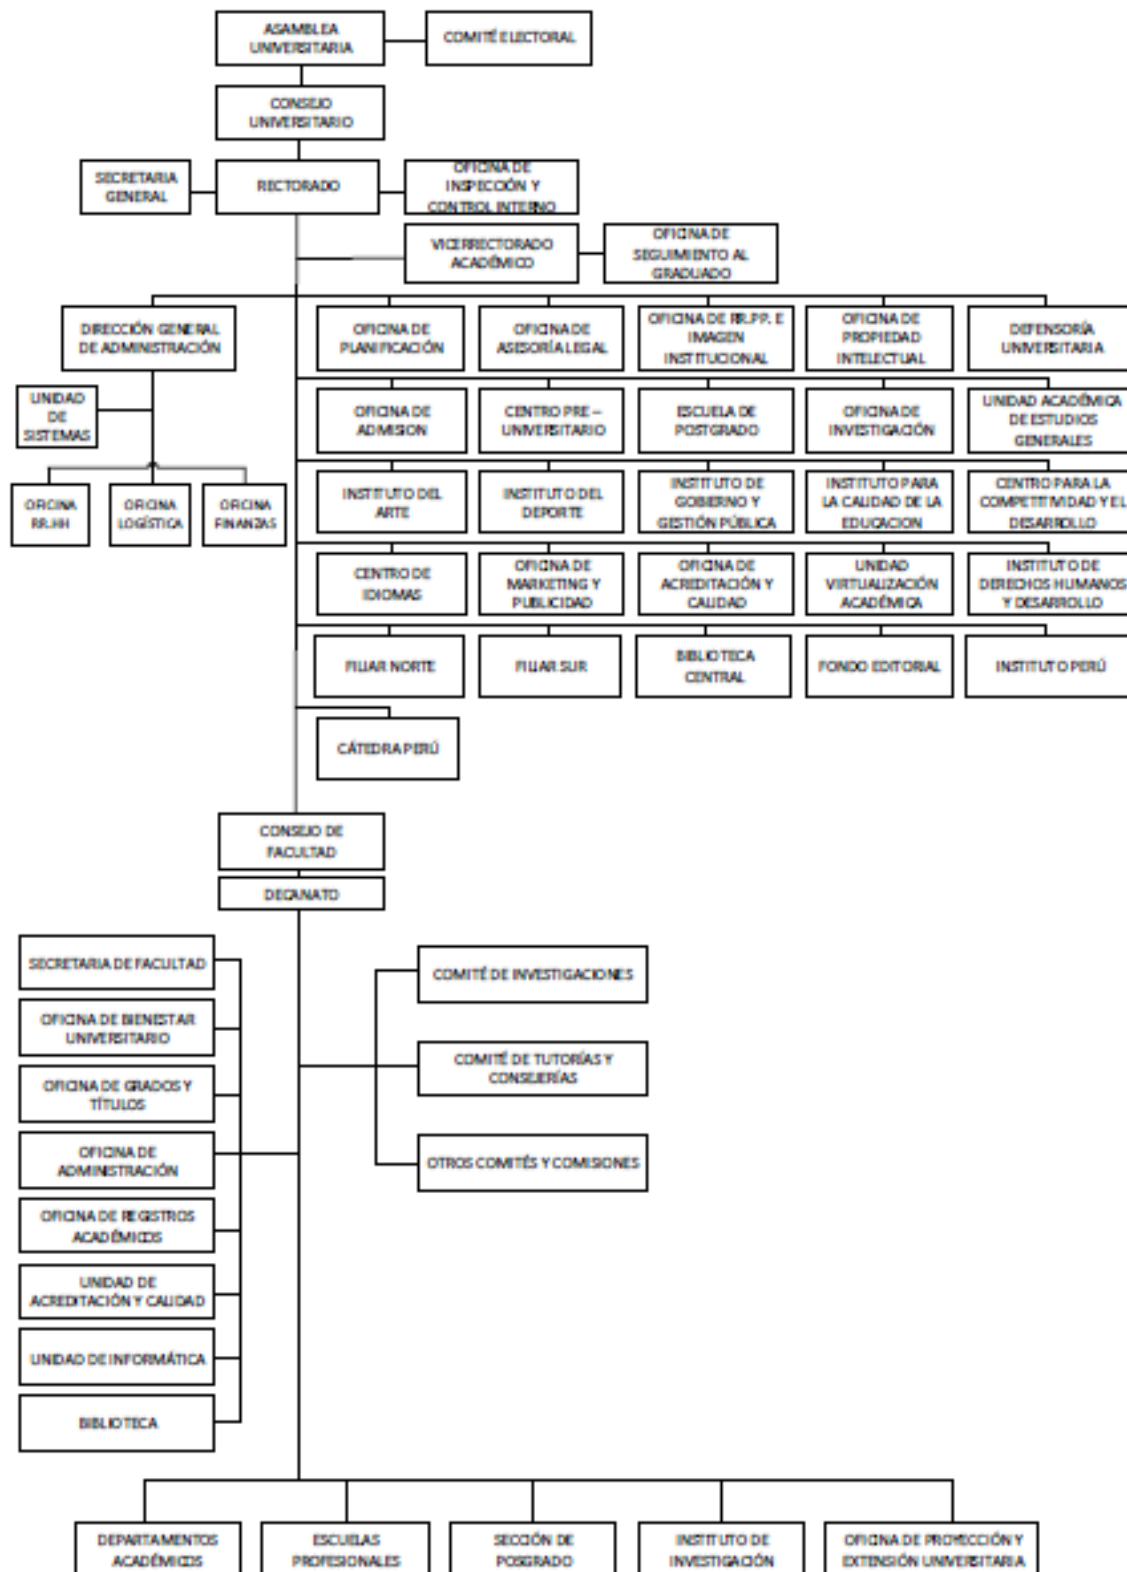 ASAMBLEA
UNIVERSITARIA
COMITÉ ELECTORAL
CONSEJO
UNIVERSITARIO
SECRETARIA
GENERAL
RECTORADO
OFICINA DE
INSPECCIÓN Y
CONTROL INTERNO
VICERRECTORADO
ACADÉMICO
OFICINA DE
SEGUIMIENTO AL
GRADUADO
DIRECCIÓN GENERAL
DE ADMINISTRACIÓN
OFICINA DE
PLANIFICACIÓN
OFICINA DE
ASESORÍA LEGAL
OFICINA DE RR.PP. E
IMAGEN
INSTITUCIONAL
OFICINA DE
PROPIEDAD
INTELECTUAL
DEFENSORÍA
UNIVERSITARIA
UNIDAD
DE
SISTEMAS
OFICINA DE
ADMISION
CENTRO PRE –
UNIVERSITARIO
ESCUELA DE
POSTGRADO
OFICINA DE
INVESTIGACIÓN
UNIDAD ACADÉMICA
DE ESTUDIOS
GENERALES
OFICINA
RR.HH
OFICINA
LOGÍSTICA
OFICINA
FINANZAS
INSTITUTO DEL
ARTE
INSTITUTO DEL
DEPORTE
INSTITUTO DE
GOBIERNO Y
GESTIÓN PÚBLICA
INSTITUTO PARA
LA CALIDAD DE LA
EDUCACION
CENTRO PARA LA
COMPETITIVIDAD Y EL
DESARROLLO
CENTRO DE
IDIOMAS
OFICINA DE
MARKETING Y
PUBLICIDAD
OFICINA DE
ACREDITACIÓN Y
CALIDAD
UNIDAD
VIRTUALIZACIÓN
ACADÉMICA
INSTITUTO DE
DERECHOS HUMANOS
Y DESARROLLO
FILIAR NORTE
FILIAR SUR
BIBLIOTECA
CENTRAL
FONDO EDITORIAL
INSTITUTO PERÚ
CÁTEDRA PERÚ
CONSEJO DE
FACULTAD
DECANATO
SECRETARIA DE FACULTAD
OFICINA DE BIENESTAR
UNIVERSITARIO
OFICINA DE GRADOS Y
TÍTULOS
OFICINA DE
ADMINISTRACIÓN
OFICINA DE REGISTROS
ACADÉMICOS
UNIDAD DE
ACREDITACIÓN Y CALIDAD
UNIDAD DE INFORMÁTICA
BIBLIOTECA
COMITÉ DE INVESTIGACIONES
COMITÉ DE TUTORÍAS Y
CONSEJERÍAS
OTROS COMITÉS Y COMISIONES
DEPARTAMENTOS
ACADÉMICOS
ESCUELAS
PROFESIONALES
SECCIÓN DE
POSGRADO
INSTITUTO DE
INVESTIGACIÓN
OFICINA DE PROYECCIÓN Y
EXTENSIÓN UNIVERSITARIA